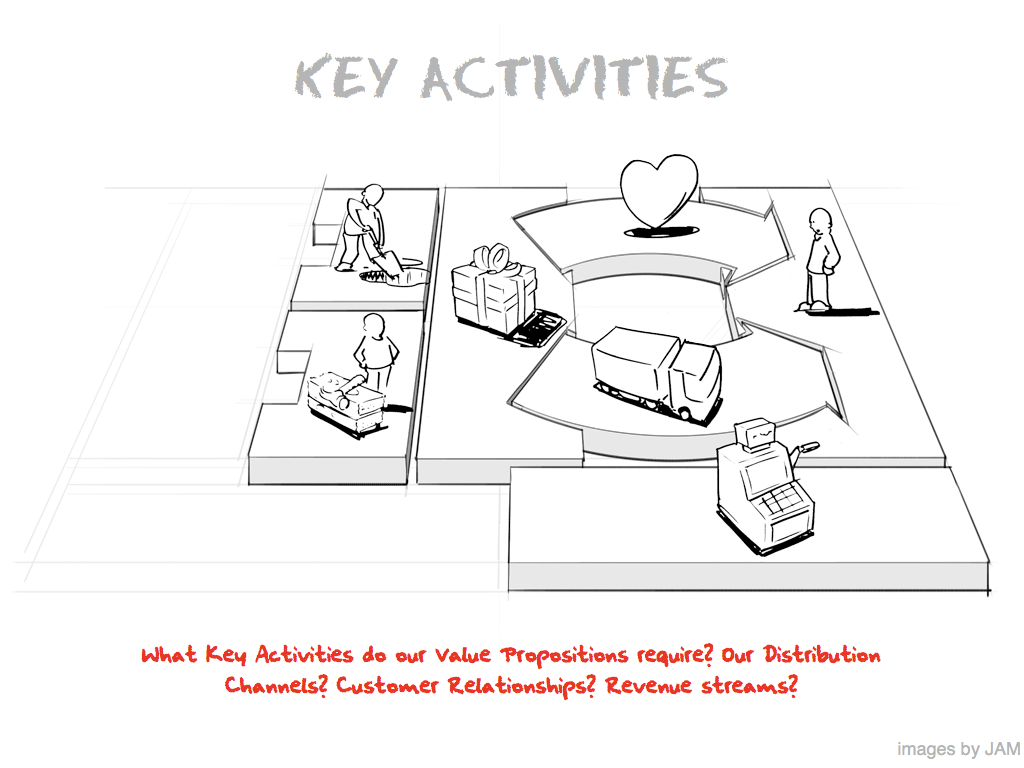 KEY ACTIVITIES
What Key Activities do our Value Propositions require? Our Distribution
Channels? Customer Relationships? Revenue streams?
images by JAM